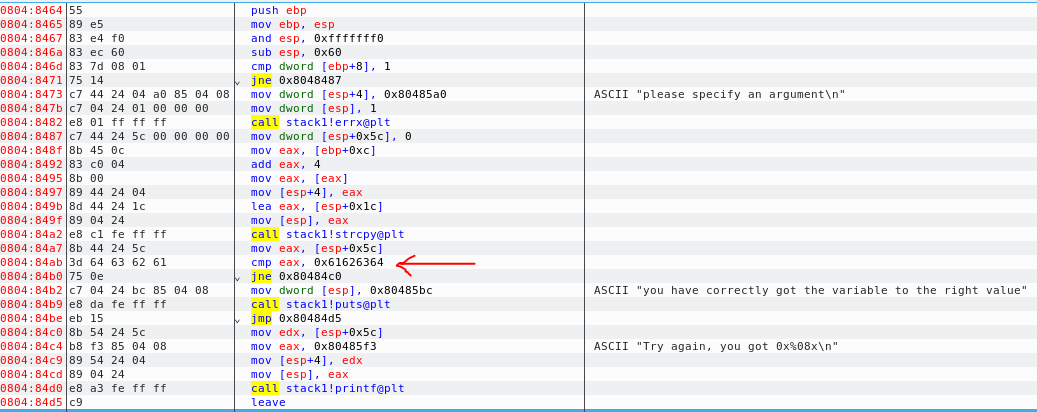 0804:8464 55 push ebp
0804:8465 89 e5 mov ebp, esp
0804:8467 83 e4 f0 and esp, 0xfffffff0
0804:846a 83 ec 60 sub esp, 0x60
0804:846d 83 7d 08 01 cmp dword [ebp+8], 1
0804:8471 75 14 jne 0x8048487
0804:8473 c7 44 24 04 a0 85 04 08 mov dword [esp+4], 0x80485a0 ASCII "please specify an argument\n"
0804:847b c7 04 24 01 00 00 00 mov dword [esp], 1
0804:8482 e8 01 ff ff ff call stack1!errx@plt
0804:8487 c7 44 24 5c 00 00 00 00 mov dword [esp+0x5c], 0
0804:848f 8b 45 0c mov eax, [ebp+0xc]
0804:8492 83 c0 04 add eax, 4
0804:8495 8b 00 mov eax, [eax]
0804:8497 89 44 24 04 mov [esp+4], eax
0804:849b 8d 44 24 1c lea eax, [esp+0x1c]
0804:849f 89 04 24 mov [esp], eax
0804:84a2 e8 c1 fe ff ff call stack1!strcpy@plt
0804:84a7 8b 44 24 5c mov eax, [esp+0x5c]
0804:84ab 3d 64 63 62 61 cmp eax, 0x61626364
0804:84b0 75 0e jne 0x80484c0
0804:84b2 c7 04 24 bc 85 04 08 mov dword [esp], 0x80485bc ASCII "you have correctly got the variable to the right value"
0804:84b9 e8 da fe ff ff call stack1!puts@plt
0804:84be eb 15 jmp 0x80484d5
0804:84c0 8b 54 24 5c mov edx, [esp+0x5c]
0804:84c4 b8 f3 85 04 08 mov eax, 0x80485f3 ASCII "Try again, you got 0x%08x\n"
0804:84c9 89 54 24 04 mov [esp+4], edx
0804:84cd 89 04 24 mov [esp], eax
0804:84d0 e8 a3 fe ff ff call stack1!printf@plt
0804:84d5 c9 leave